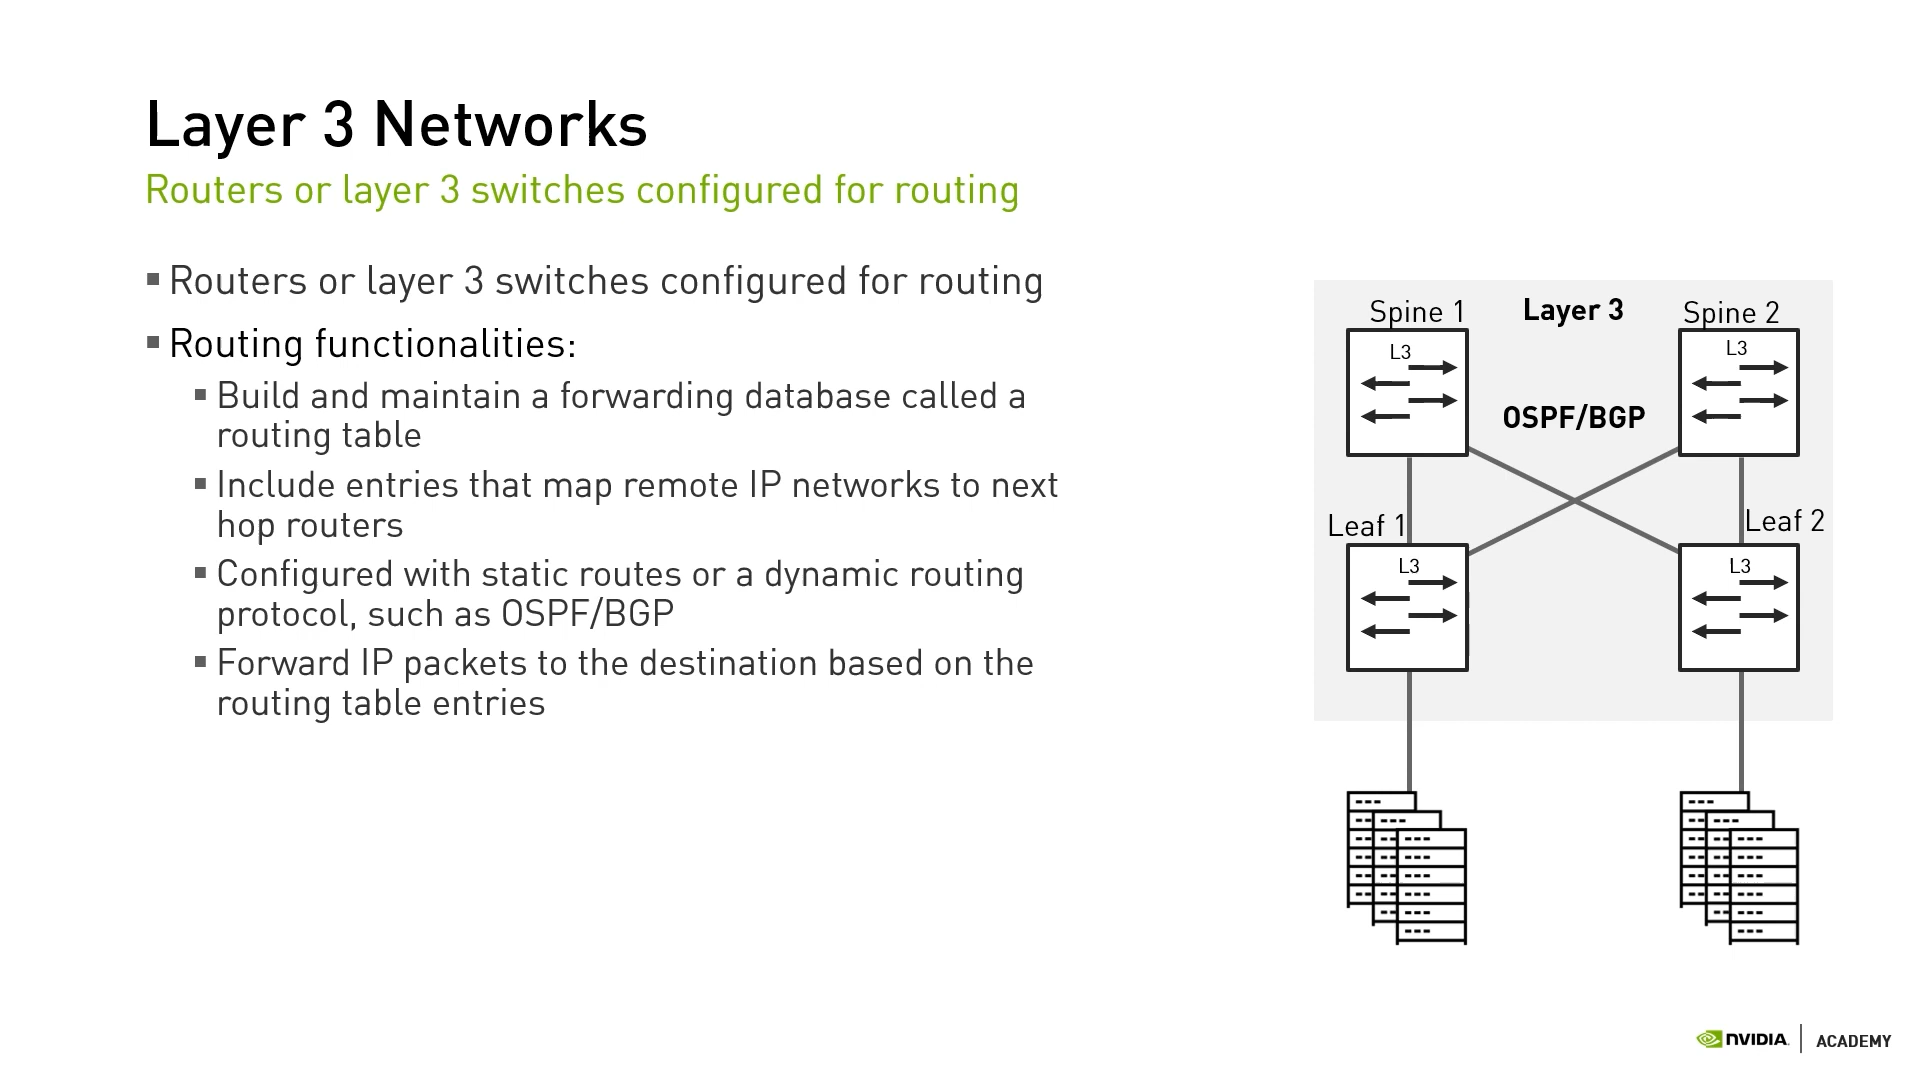 Layer 3 Networks
Routers or layer 3 switches configured for routing
Routers or layer 3 switches configured for routing
Routing functionalities:
Build and maintain a forwarding database called a
routing table
Include entries that map remote IP networks to next
hop routers
Configured with static routes or a dynamic routing
protocol, such as OSPF/BGP
Forward IP packets to the destination based on the
routing table entries
Spine 1
Layer 3
Spine 2
L3
L3
OSPF/BGP
Leaf 1
Leaf 2
L3
L3
NVIDIA. ACADEMY